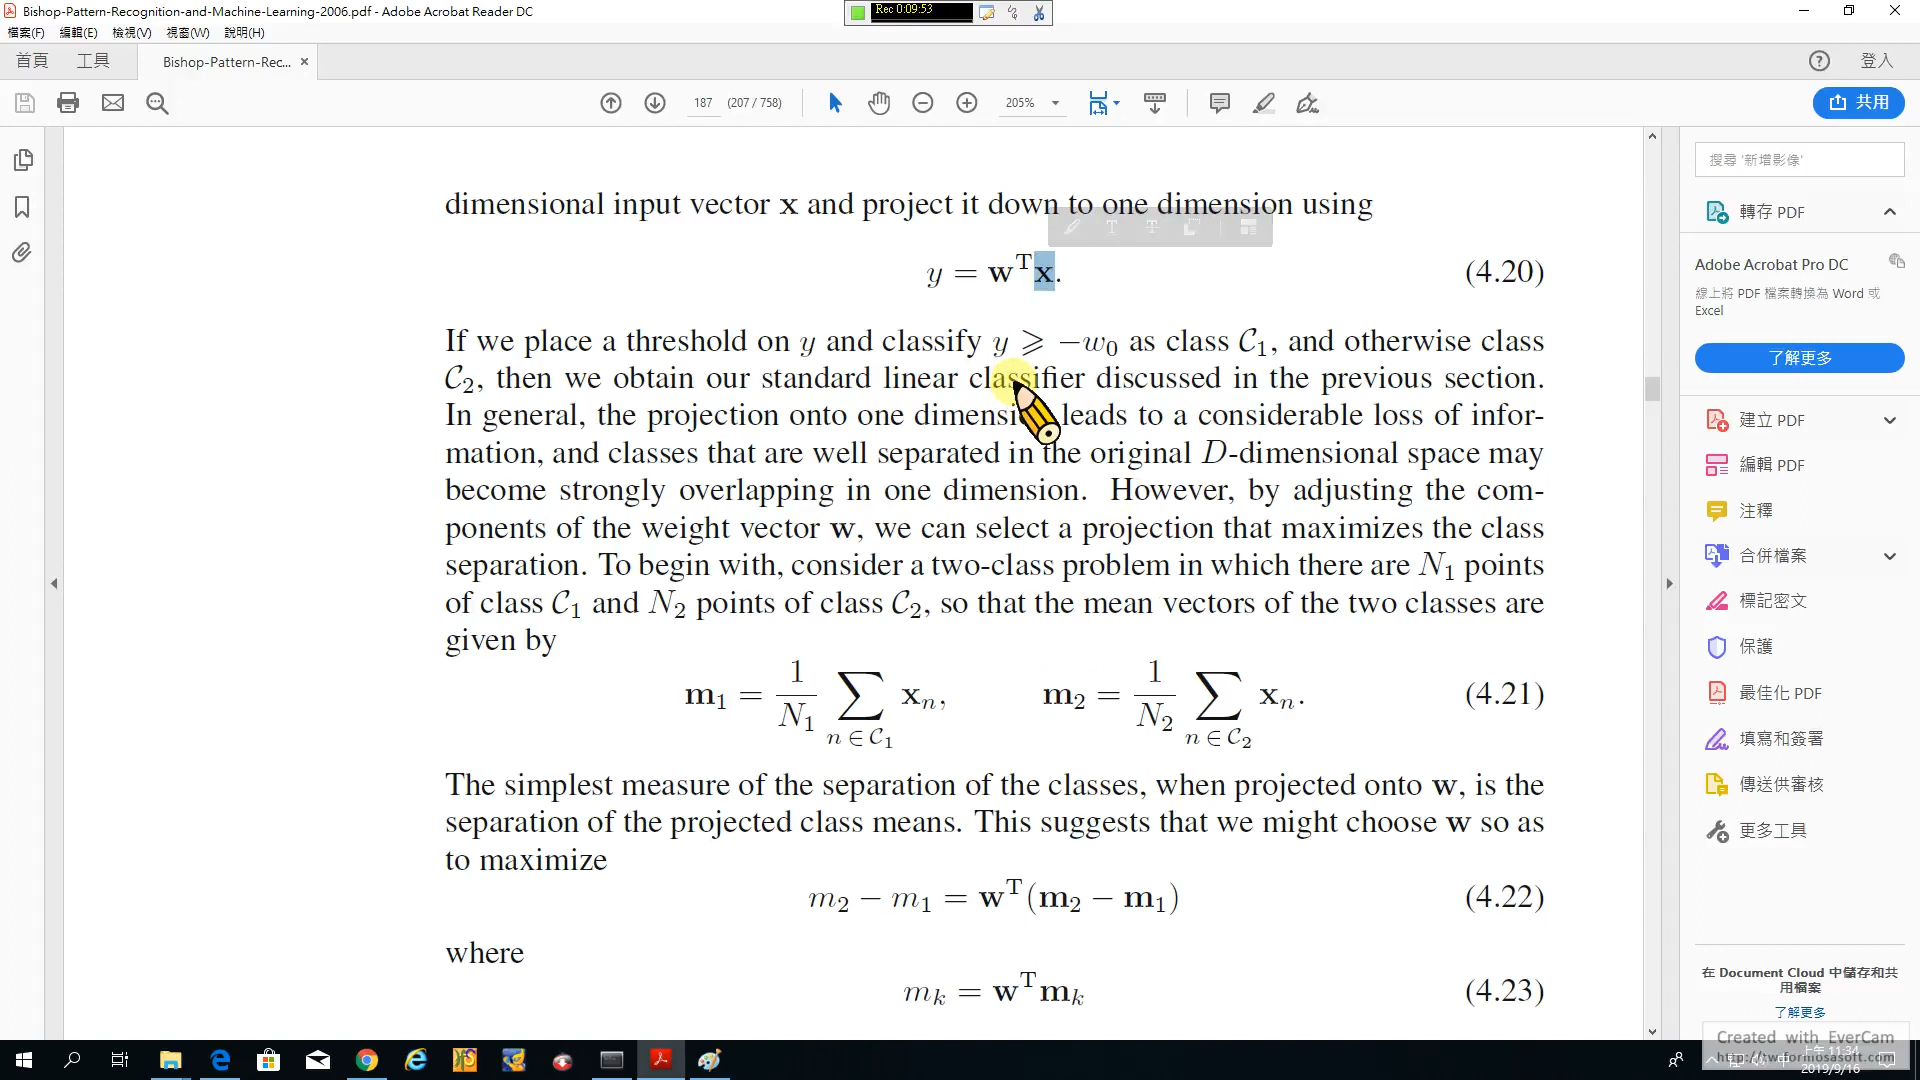 Bishop-Pattern-Recognition-and-Machine-Learning-2006.pdf - Adobe Acrobat Reader DC
Rec 0:09:53
檔案(F) 編輯(E) 檢視(V) 視窗(W) 說明(H)
首頁 工具 Bishop-Pattern-Rec... × 登入
187 (207 / 758) 205% 共用
dimensional input vector x and project it down to one dimension using
y = w^T x. (4.20)
If we place a threshold on y and classify y ⩾ −w₀ as class C₁, and otherwise class
C₂, then we obtain our standard linear classifier discussed in the previous section.
In general, the projection onto one dimensi leads to a considerable loss of infor-
mation, and classes that are well separated in the original D-dimensional space may
become strongly overlapping in one dimension. However, by adjusting the com-
ponents of the weight vector w, we can select a projection that maximizes the class
separation. To begin with, consider a two-class problem in which there are N₁ points
of class C₁ and N₂ points of class C₂, so that the mean vectors of the two classes are
given by
m₁ = 1/N₁ ∑_{n∈C₁} xₙ, m₂ = 1/N₂ ∑_{n∈C₂} xₙ. (4.21)
The simplest measure of the separation of the classes, when projected onto w, is the
separation of the projected class means. This suggests that we might choose w so as
to maximize
m₂ − m₁ = w^T(m₂ − m₁) (4.22)
where
m_k = w^T m_k (4.23)
搜尋 '新增影像'
轉存 PDF
Adobe Acrobat Pro DC
線上將 PDF 檔案轉換為 Word 或
Excel
了解更多
建立 PDF
編輯 PDF
注釋
合併檔案
標記密文
保護
最佳化 PDF
填寫和簽署
傳送供審核
更多工具
在 Document Cloud 中儲存和共
用檔案
了解更多
Created with EverCam
http://twformosasoft.com
上午 11:34
2019/9/16